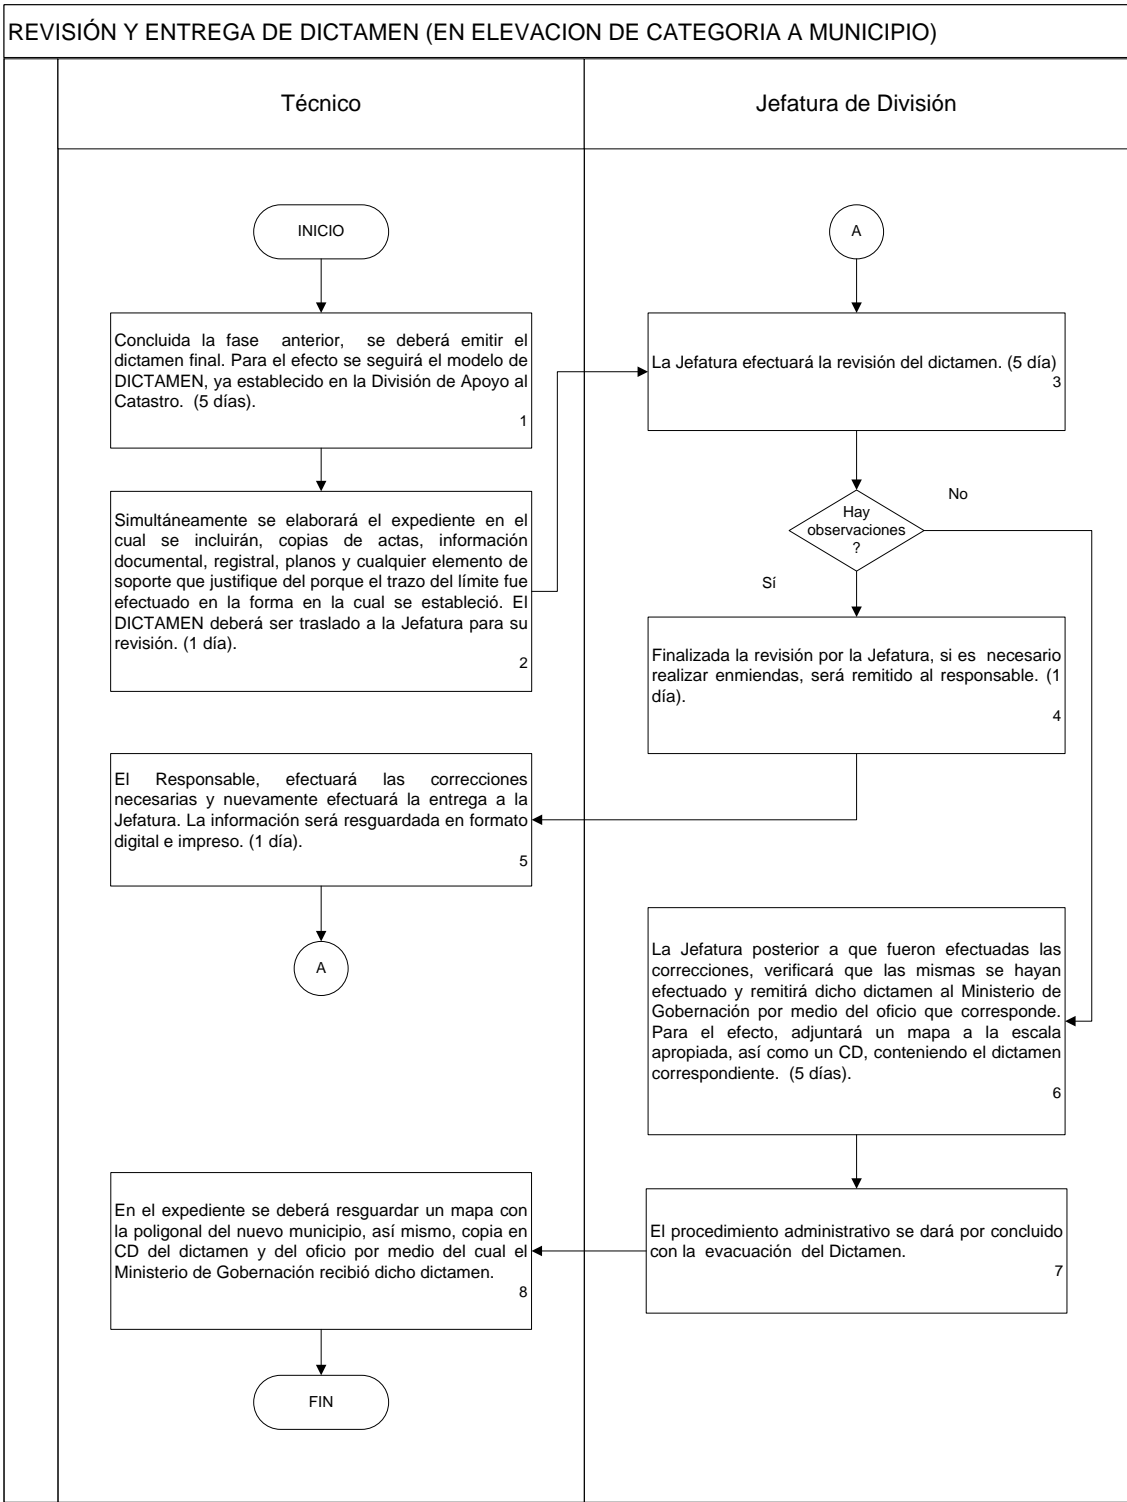 REVISIÓN Y ENTREGA DE DICTAMEN (EN ELEVACION DE CATEGORIA A MUNICIPIO)
Técnico
Jefatura de División
INICIO
Concluida la fase anterior, se deberá emitir el
dictamen final. Para el efecto se seguirá el modelo de
DICTAMEN, ya establecido en la División de Apoyo al
Catastro. (5 días).
1
Simultáneamente se elaborará el expediente en el
cual se incluirán, copias de actas, información
documental, registral, planos y cualquier elemento de
soporte que justifique del porque el trazo del límite fue
efectuado en la forma en la cual se estableció. El
DICTAMEN deberá ser traslado a la Jefatura para su
revisión. (1 día).
2
A
La Jefatura efectuará la revisión del dictamen. (5 día)
3
Hay
observaciones
?
No
Sí
Finalizada la revisión por la Jefatura, si es necesario
realizar enmiendas, será remitido al responsable. (1
día).
4
El Responsable, efectuará las correcciones
necesarias y nuevamente efectuará la entrega a la
Jefatura. La información será resguardada en formato
digital e impreso. (1 día).
5
A
La Jefatura posterior a que fueron efectuadas las
correcciones, verificará que las mismas se hayan
efectuado y remitirá dicho dictamen al Ministerio de
Gobernación por medio del oficio que corresponde.
Para el efecto, adjuntará un mapa a la escala
apropiada, así como un CD, conteniendo el dictamen
correspondiente. (5 días).
6
El procedimiento administrativo se dará por concluido
con la evacuación del Dictamen.
7
En el expediente se deberá resguardar un mapa con
la poligonal del nuevo municipio, así mismo, copia en
CD del dictamen y del oficio por medio del cual el
Ministerio de Gobernación recibió dicho dictamen.
8
FIN